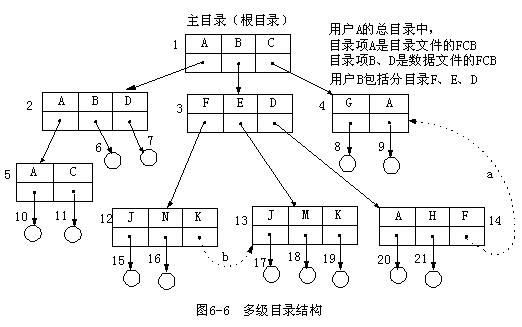 主目录（根目录）
用户A的总目录中，
目录项A是目录文件的FCB
目录项B、D是数据文件的FCB
用户B包括分目录F、E、D
1 A B C
2 A B D
3 F E D
4 G A
6 7 8 9
5 A C
a
10 11
12 J N K
b
13 J M K
A H F 14
15 16 17 18 19 20 21
图6-6 多级目录结构